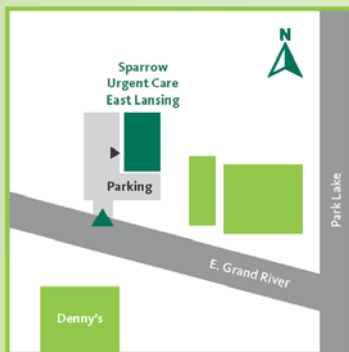 N
Sparrow
Urgent Care
East Lansing
Parking
Park Lake
E. Grand River
Denny's